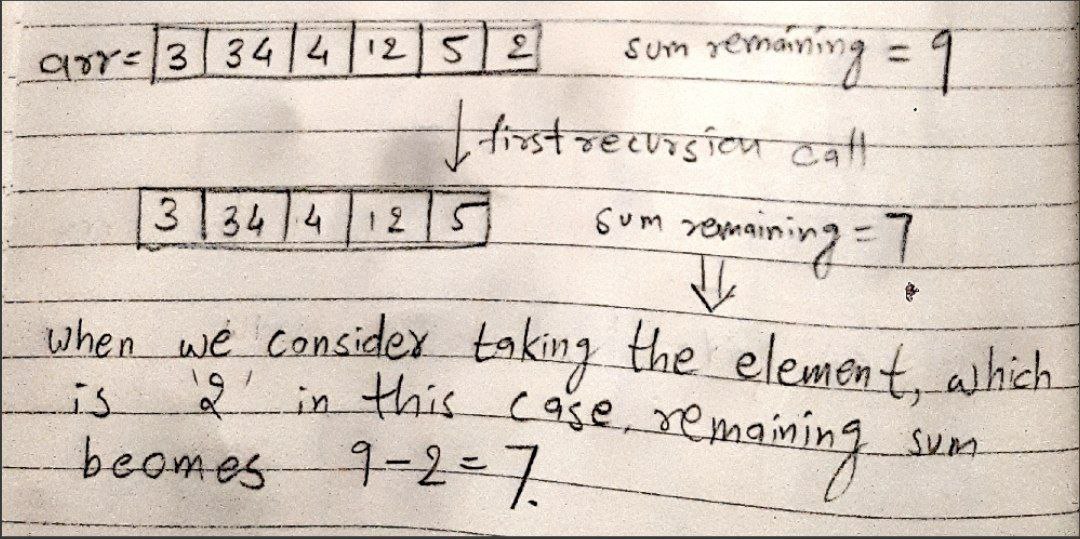 arr= 3 34 4 12 5 2 sum remaining = 9
first recursion call
3 34 4 12 5 sum remaining = 7
when we consider taking the element, which
is '2' in this case, remaining sum
beomes 9-2=7.